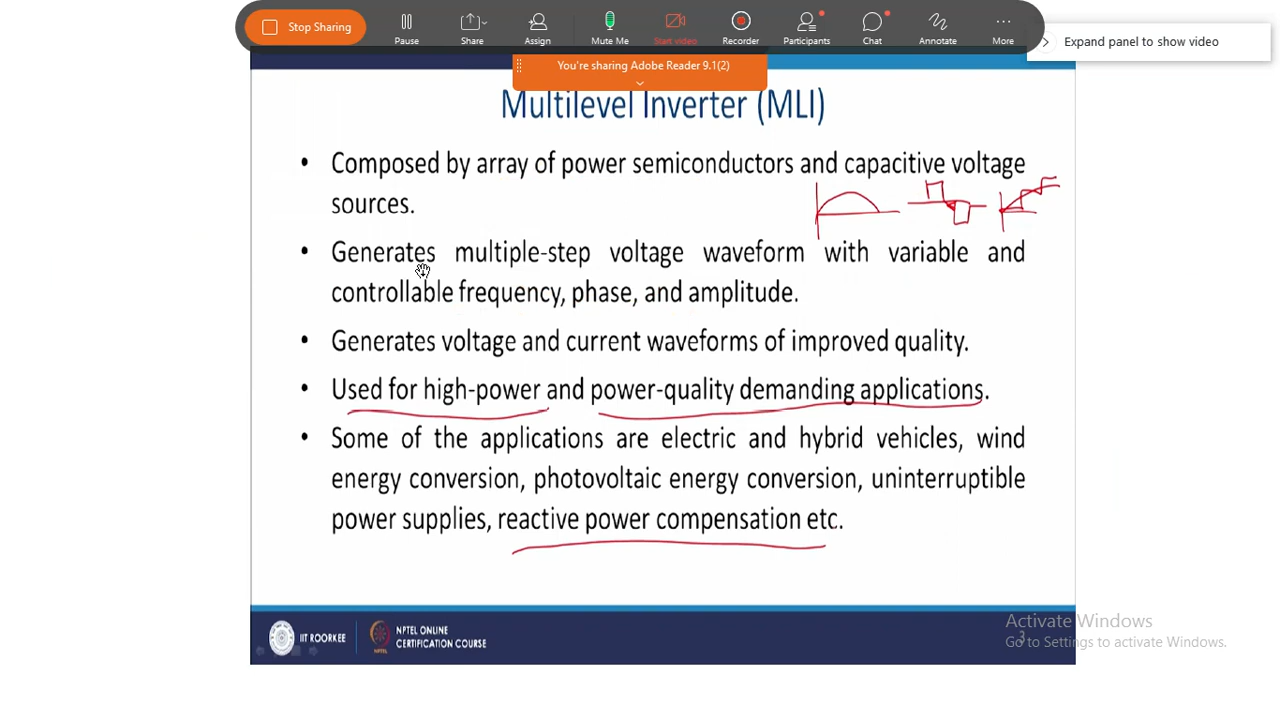 Stop Sharing
Pause
Share
Assign
Mute Me
Start video
Recorder
Participants
Chat
Annotate
More
Expand panel to show video
You're sharing Adobe Reader 9.1(2)
Multilevel Inverter (MLI)
• Composed by array of power semiconductors and capacitive voltage
sources.
• Generates multiple-step voltage waveform with variable and
controllable frequency, phase, and amplitude.
• Generates voltage and current waveforms of improved quality.
• Used for high-power and power-quality demanding applications.
• Some of the applications are electric and hybrid vehicles, wind
energy conversion, photovoltaic energy conversion, uninterruptible
power supplies, reactive power compensation etc.
IIT ROORKEE
NPTEL ONLINE
CERTIFICATION COURSE
3
Activate Windows
Go to Settings to activate Windows.